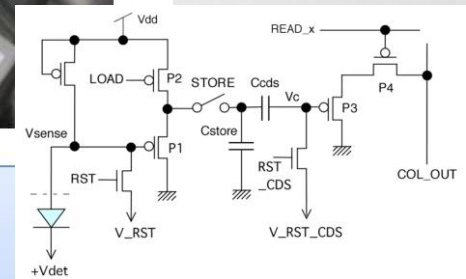 Vdd
READ_x
LOAD
P2
STORE
Ccds
Vc
P3
P4
Vsense
P1
Cstore
RST
RST
_CDS
COL_OUT
V_RST
V_RST_CDS
+Vdet